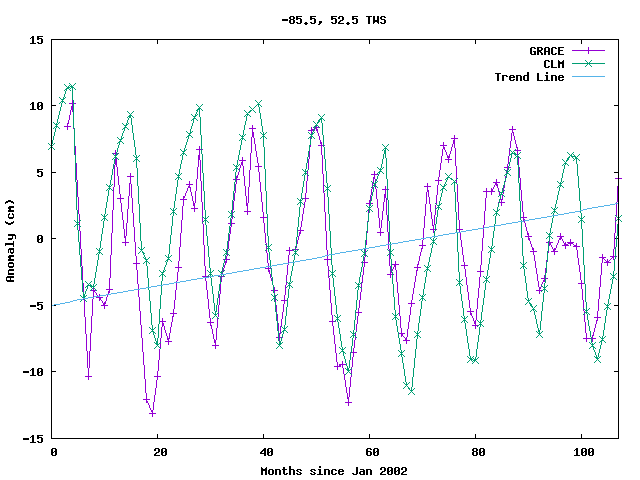 -85.5, 52.5 TWS
GRACE
CLM
Trend Line
15
10
5
0
-5
-10
-15
Anomaly (cm)
0 20 40 60 80 100
Months since Jan 2002